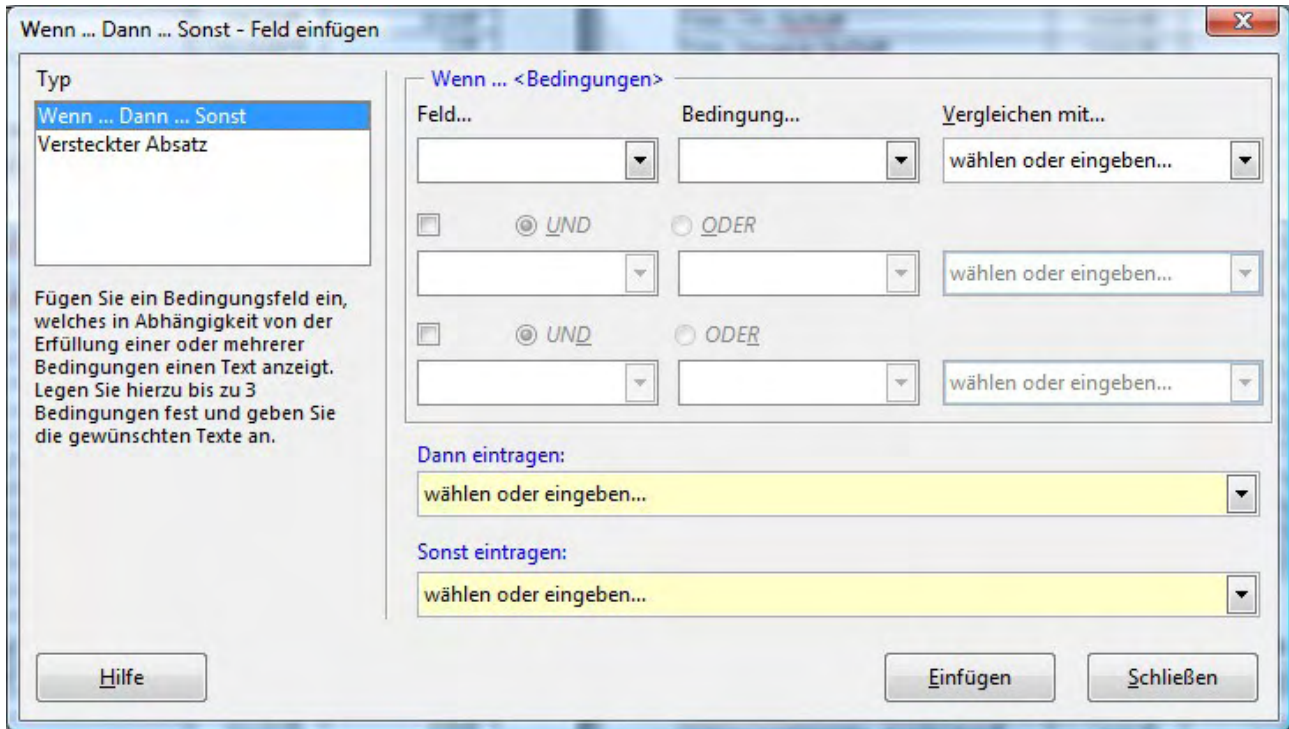 Wenn ... Dann ... Sonst - Feld einfügen
Typ
Wenn ... Dann ... Sonst
Versteckter Absatz
Fügen Sie ein Bedingungsfeld ein,
welches in Abhängigkeit von der
Erfüllung einer oder mehrerer
Bedingungen einen Text anzeigt.
Legen Sie hierzu bis zu 3
Bedingungen fest und geben Sie
die gewünschten Texte an.
Wenn ... <Bedingungen>
Feld... Bedingung... Vergleichen mit...
wählen oder eingeben...
UND ODER
wählen oder eingeben...
UND ODER
wählen oder eingeben...
Dann eintragen:
wählen oder eingeben...
Sonst eintragen:
wählen oder eingeben...
Hilfe Einfügen Schließen